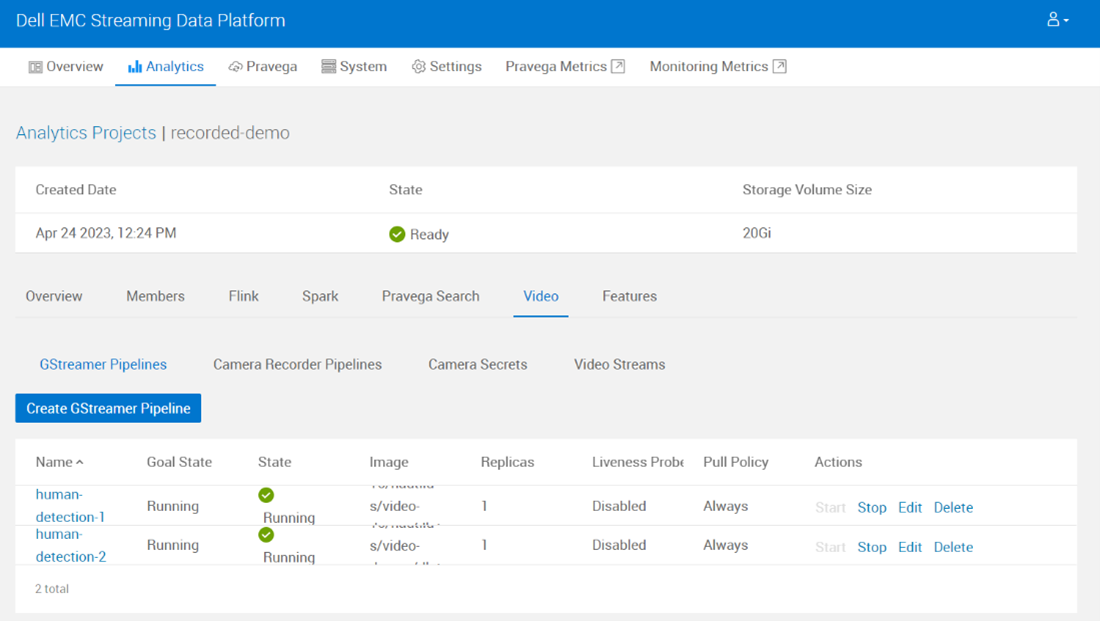 Dell EMC Streaming Data Platform
Overview Analytics Pravega System Settings Pravega Metrics Monitoring Metrics
Analytics Projects | recorded-demo
Created Date State Storage Volume Size
Apr 24 2023, 12:24 PM Ready 20Gi
Overview Members Flink Spark Pravega Search Video Features
GStreamer Pipelines Camera Recorder Pipelines Camera Secrets Video Streams
Create GStreamer Pipeline
Name Goal State State Image Replicas Liveness Probe Pull Policy Actions
human-
Running s/video- 1 Disabled Always Start Stop Edit Delete
detection-1 Running
human-
Running s/video- 1 Disabled Always Start Stop Edit Delete
detection-2 Running
2 total